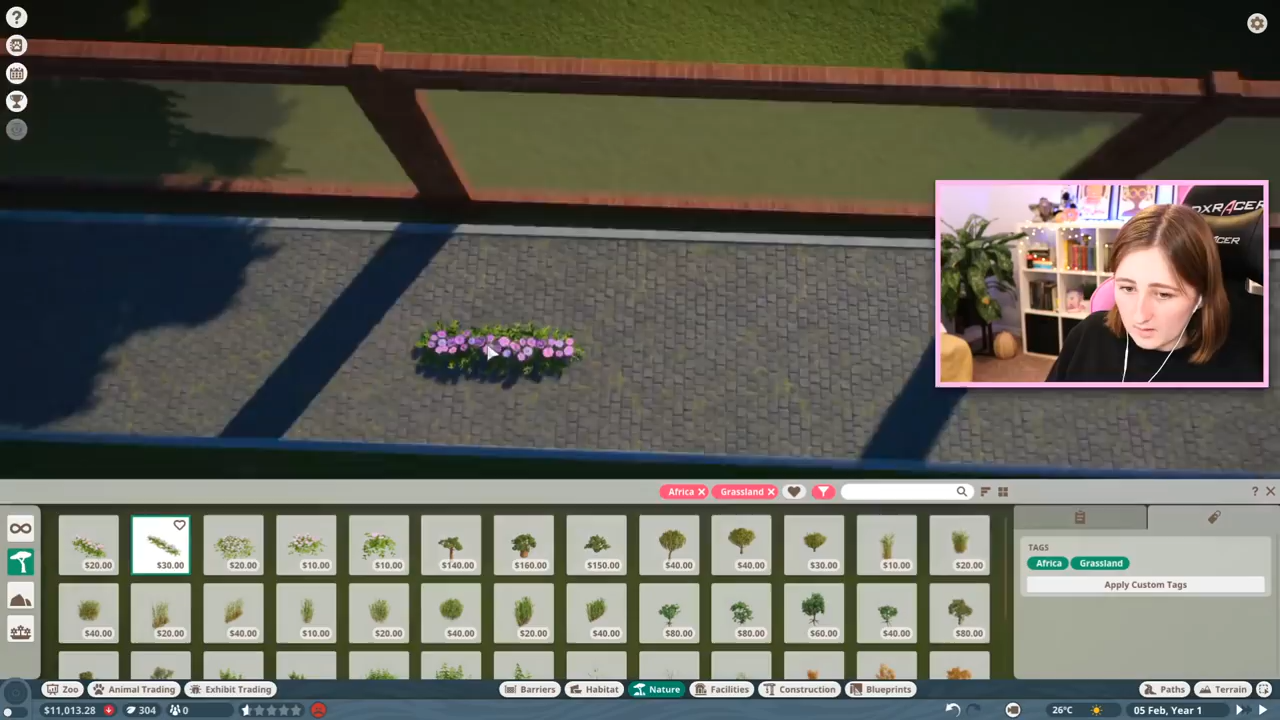 ?
DXRACER
ACER
Africa ✕ Grassland ✕
? ✕
$20.00 $30.00 $20.00 $10.00 $10.00 $140.00 $160.00 $150.00 $40.00 $40.00 $30.00 $10.00 $20.00
TAGS
Africa Grassland
Apply Custom Tags
$40.00 $20.00 $40.00 $10.00 $20.00 $40.00 $20.00 $40.00 $80.00 $80.00 $60.00 $40.00 $80.00
Zoo Animal Trading Exhibit Trading Barriers Habitat Nature Facilities Construction Blueprints Paths Terrain
$11,013.28 304 0 26°C 05 Feb, Year 1